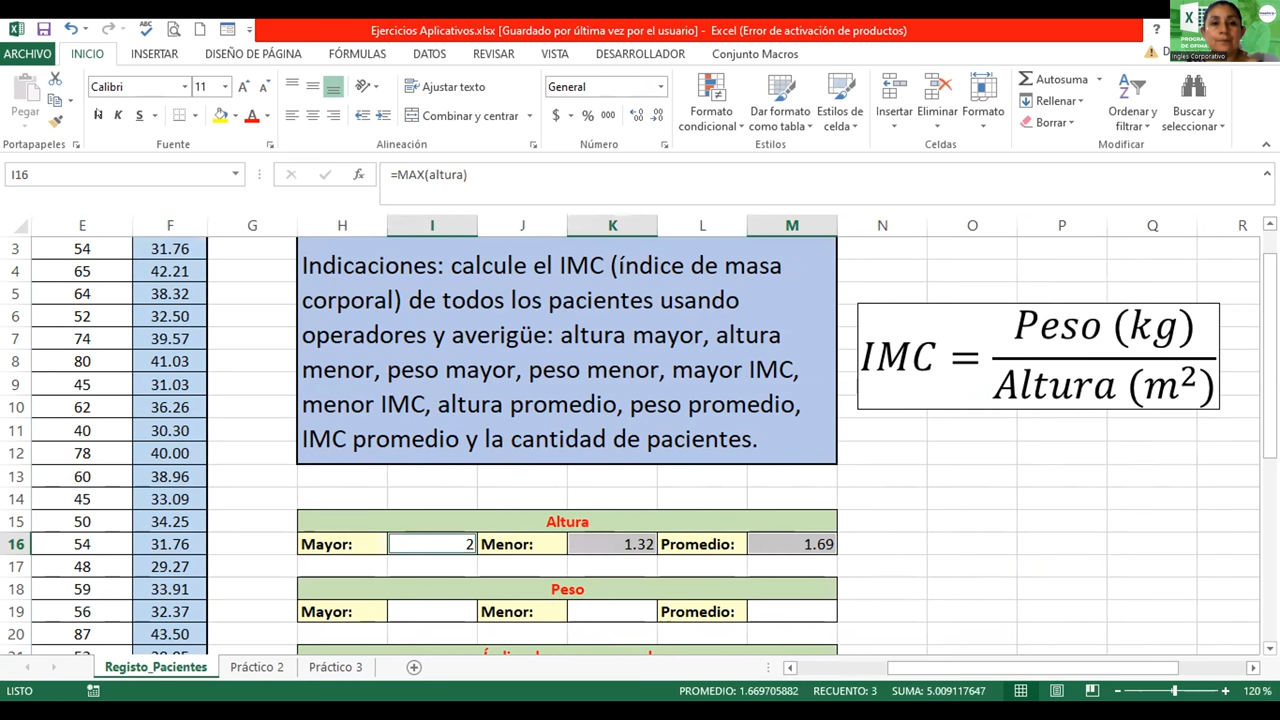 Ejercicios Aplicativos.xlsx [Guardado por última vez por el usuario] - Excel (Error de activación de productos)
ARCHIVO INICIO INSERTAR DISEÑO DE PÁGINA FÓRMULAS DATOS REVISAR VISTA DESARROLLADOR Conjunto Macros
Ingles Corporativo
Pegar
Calibri 11
N K S
Ajustar texto
Combinar y centrar
General
$ % 000
Formato condicional
Dar formato como tabla
Estilos de celda
Insertar Eliminar Formato
Autosuma
Rellenar
Borrar
Ordenar y filtrar
Buscar y seleccionar
Portapapeles Fuente Alineación Número Estilos Celdas Modificar
I16 fx =MAX(altura)
E F G H I J K L M N O P Q R
3 54 31.76
4 65 42.21
5 64 38.32
6 52 32.50
7 74 39.57
8 80 41.03
9 45 31.03
10 62 36.26
11 40 30.30
12 78 40.00
13 60 38.96
14 45 33.09
15 50 34.25
16 54 31.76
17 48 29.27
18 59 33.91
19 56 32.37
20 87 43.50
Indicaciones: calcule el IMC (índice de masa
corporal) de todos los pacientes usando
operadores y averigüe: altura mayor, altura
menor, peso mayor, peso menor, mayor IMC,
menor IMC, altura promedio, peso promedio,
IMC promedio y la cantidad de pacientes.
IMC = Peso (kg) / Altura (m²)
Altura
Mayor: 2 Menor: 1.32 Promedio: 1.69
Peso
Mayor: Menor: Promedio:
Registo_Pacientes Práctico 2 Práctico 3
LISTO PROMEDIO: 1.669705882 RECUENTO: 3 SUMA: 5.009117647 120 %